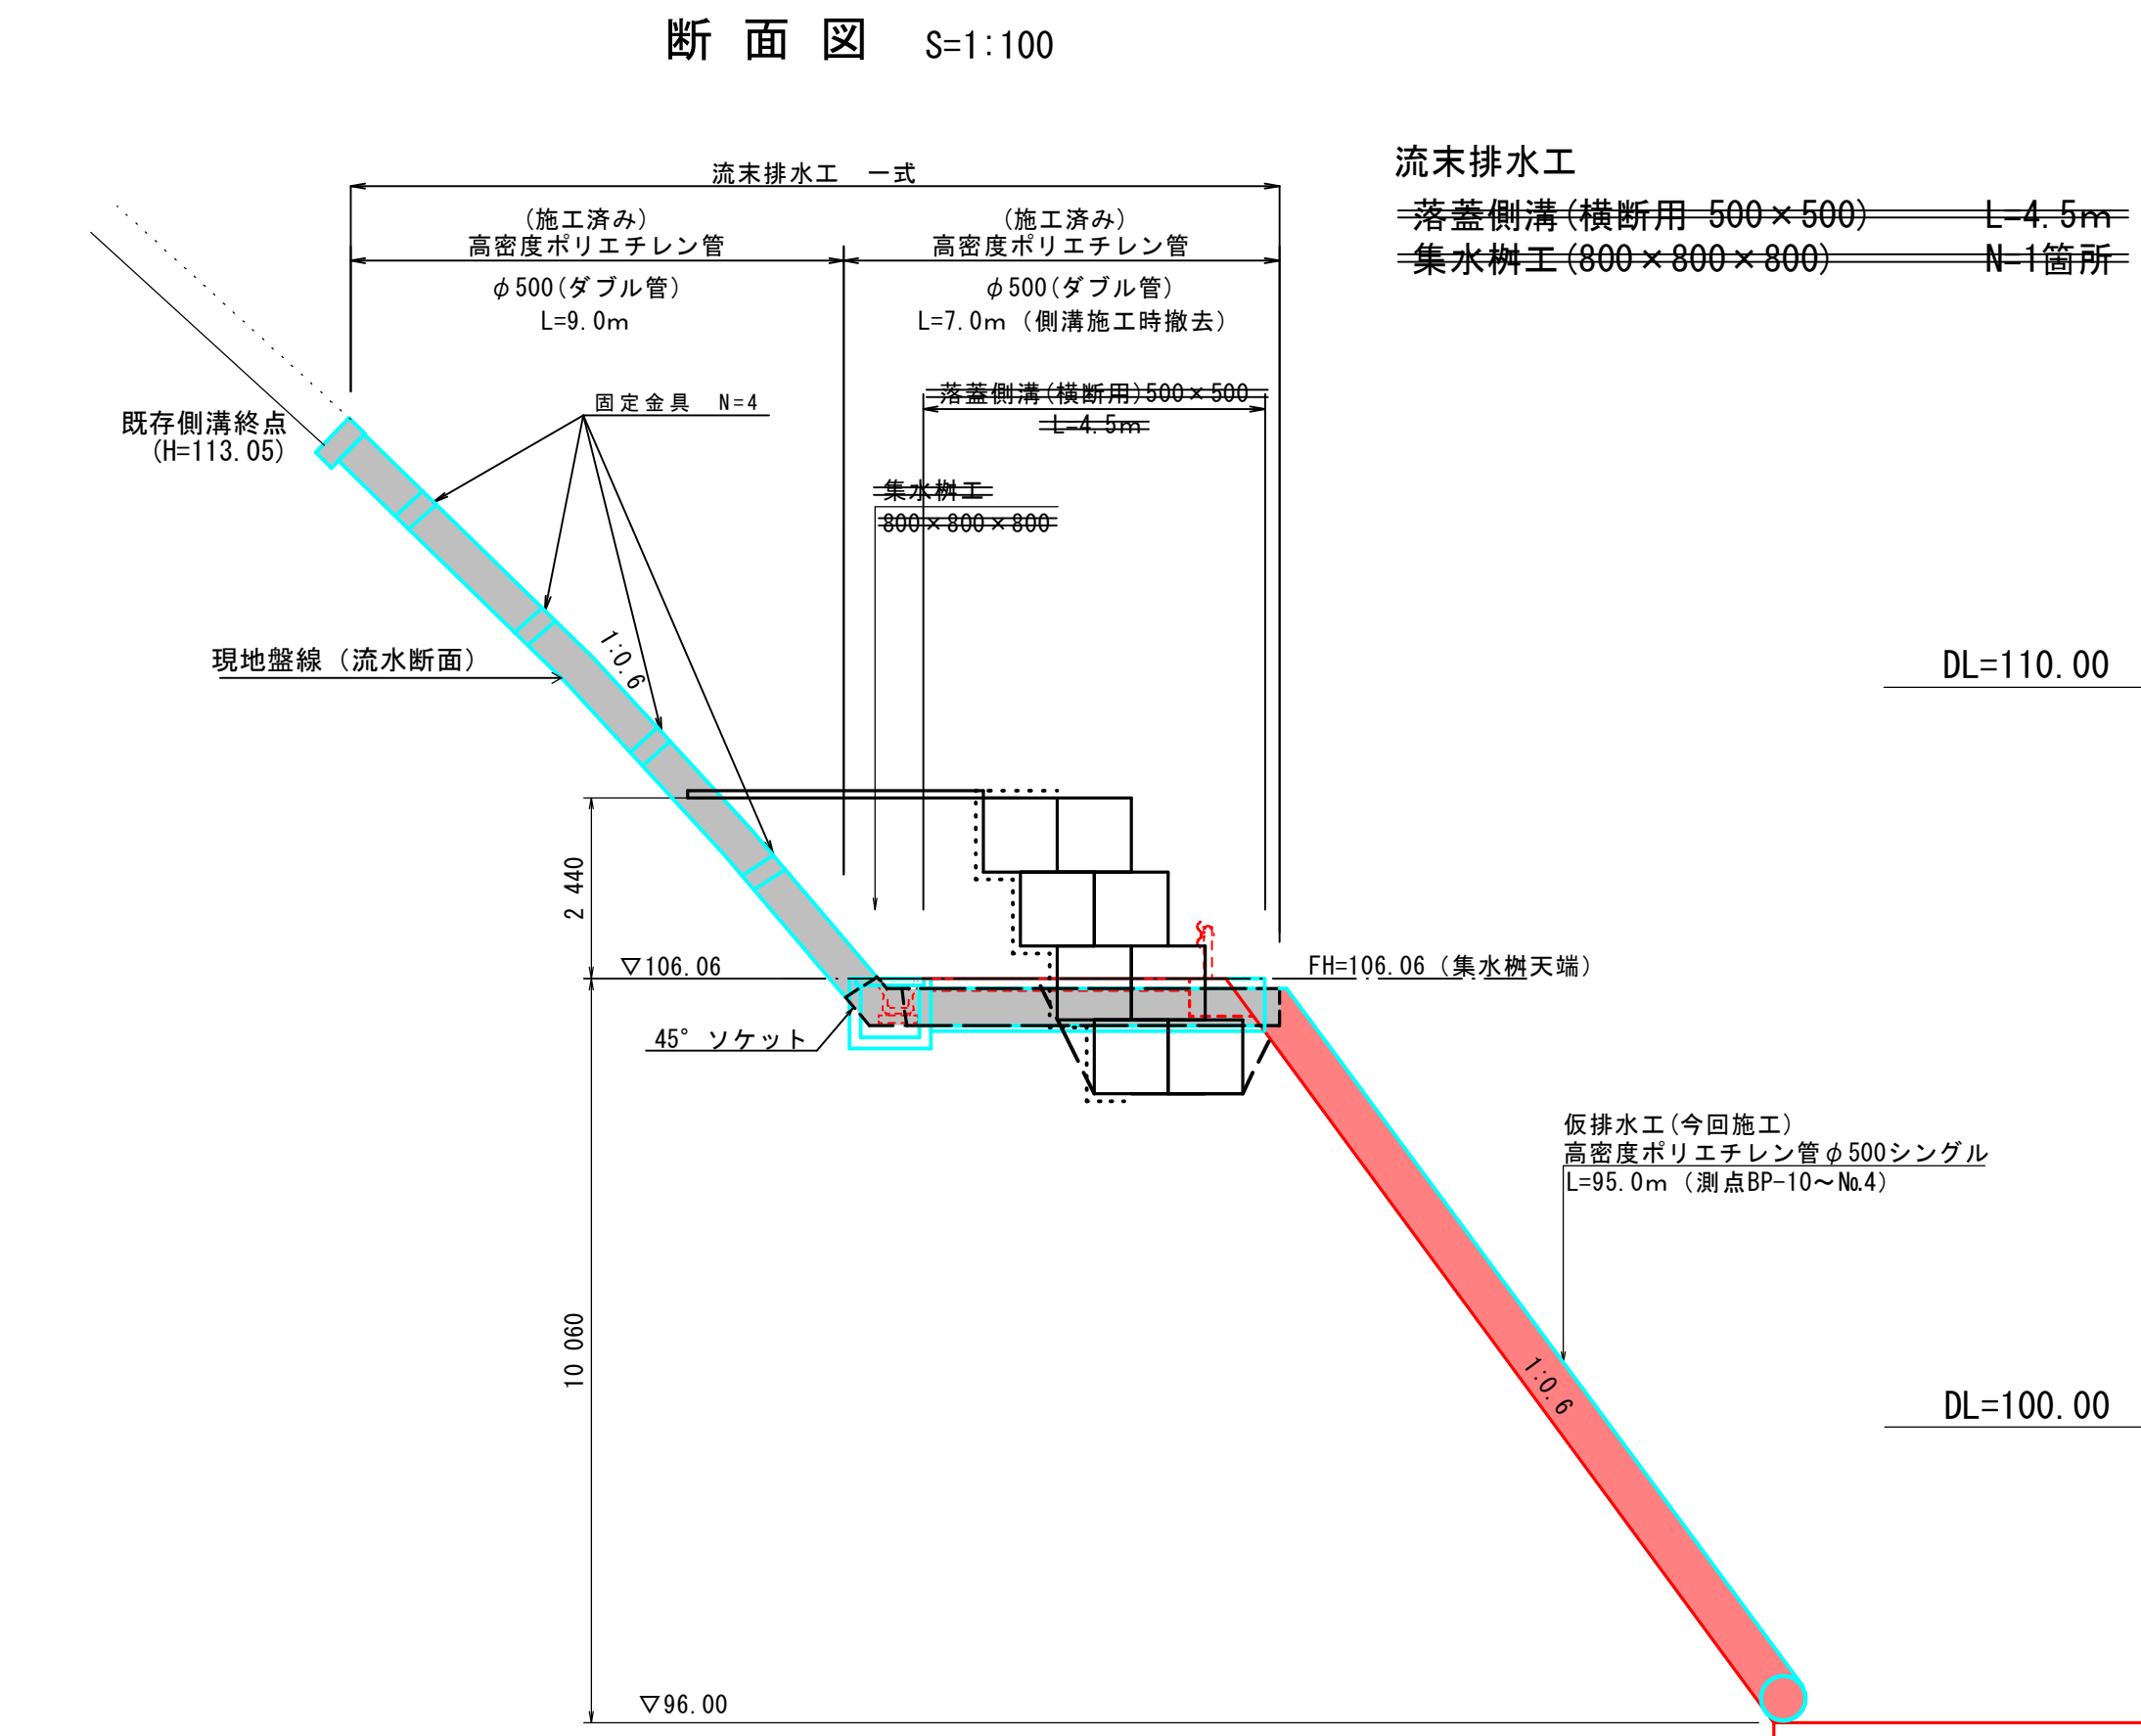 断 面 図 S=1:100
流末排水工 一式
(施工済み)
高密度ポリエチレン管
φ500(ダブル管)
L=9.0m
(施工済み)
高密度ポリエチレン管
φ500(ダブル管)
L=7.0m (側溝施工時撤去)
流末排水工
落蓋側溝(横断用 500×500) L=4.5m
集水桝工(800×800×800) N=1箇所
固定金具 N=4
落蓋側溝(横断用)500×500
L=4.5m
既存側溝終点
(H=113.05)
集水桝工
800×800×800
1:0.6
現地盤線(流水断面)
DL=110.00
2 440
▽106.06
FH=106.06(集水桝天端)
45° ソケット
仮排水工(今回施工)
高密度ポリエチレン管φ500シングル
L=95.0m (測点BP-10～№4)
10 060
1:0.6
DL=100.00
▽96.00